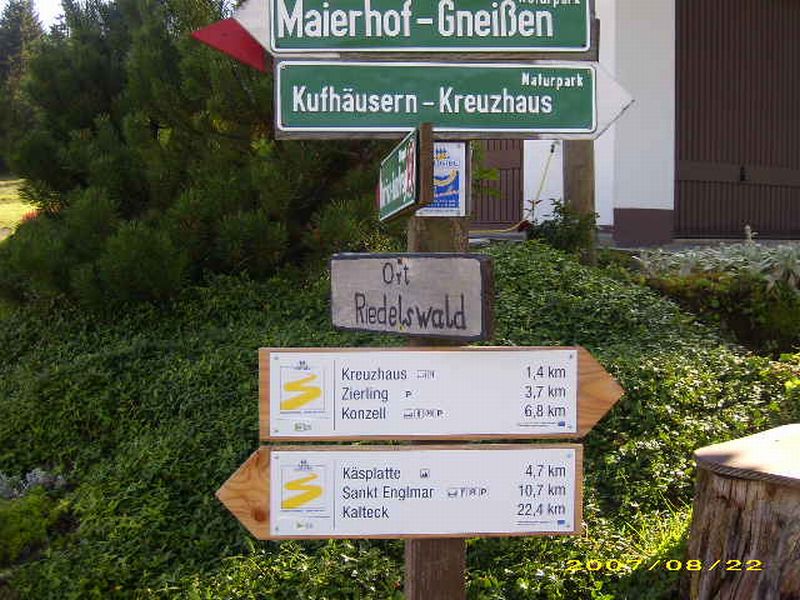 Naturpark
Maierhof - Gneißen
Naturpark
Kufhäusern - Kreuzhaus
Ort
Riedelswald
Kreuzhaus 1,4 km
Zierling P 3,7 km
Konzell P 6,8 km
Käsplatte 4,7 km
Sankt Englmar P 10,7 km
Kalteck 22,4 km
2007/08/22